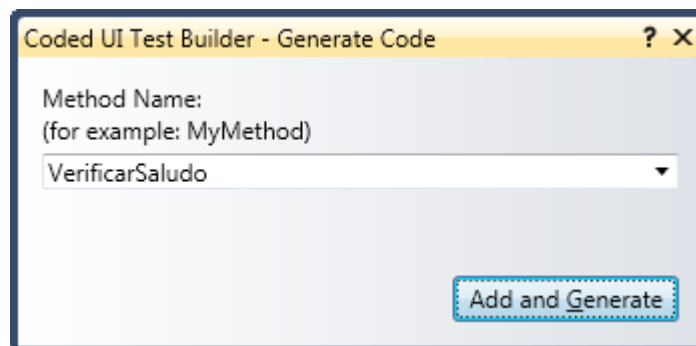 Coded UI Test Builder - Generate Code ? X
Method Name:
(for example: MyMethod)
VerificarSaludo
Add and Generate